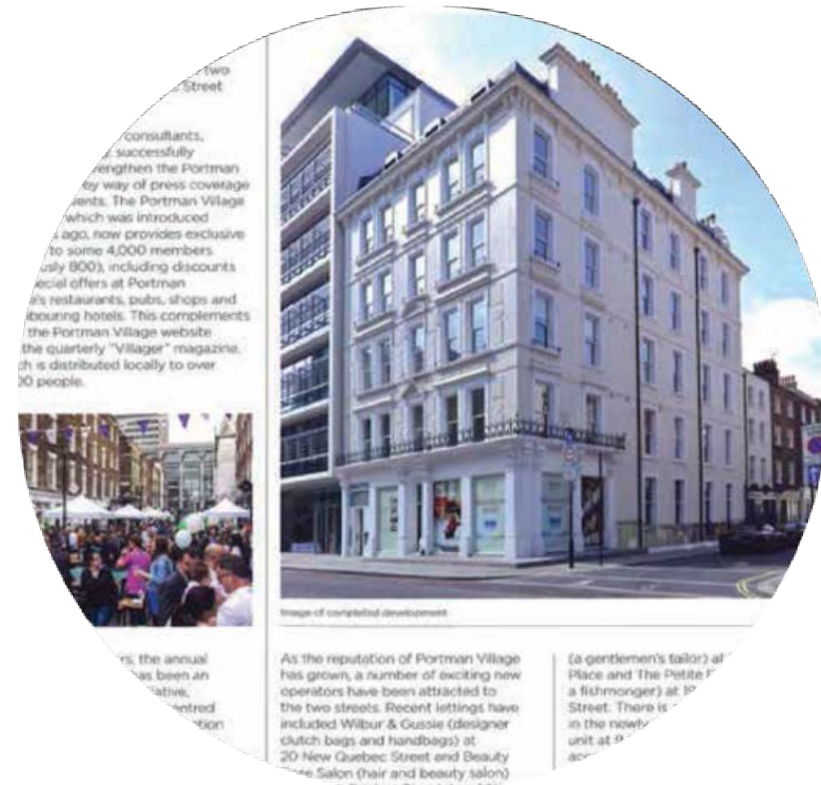 two
Street
consultants,
successfully
strengthen the Portman
by way of press coverage
events. The Portman Village
which was introduced
ago, now provides exclusive
to some 4,000 members
800), including discounts
special offers at Portman
restaurants, pubs, shops and
neighbouring hotels. This complements
the Portman Village website
the quarterly "Villager" magazine,
which is distributed locally to over
people.
Image of completed development
the annual
has been an
As the reputation of Portman Village
has grown, a number of exciting new
operators have been attracted to
the two streets. Recent lettings have
included Wilbur & Gussie (designer
clutch bags and handbags) at
20 New Quebec Street and Beauty
Salon (hair and beauty salon)
(a gentlemen's tailor) at
Place and The Petite
a fishmonger) at
Street. There is
in the newly
unit at 9